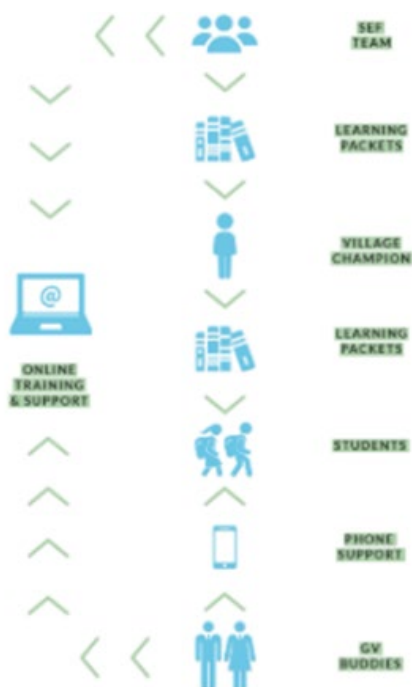 SEF
TEAM
LEARNING
PACKETS
VILLAGE
CHAMPION
@
LEARNING
PACKETS
ONLINE
TRAINING
& SUPPORT
STUDENTS
PHONE
SUPPORT
GV
BUDDIES